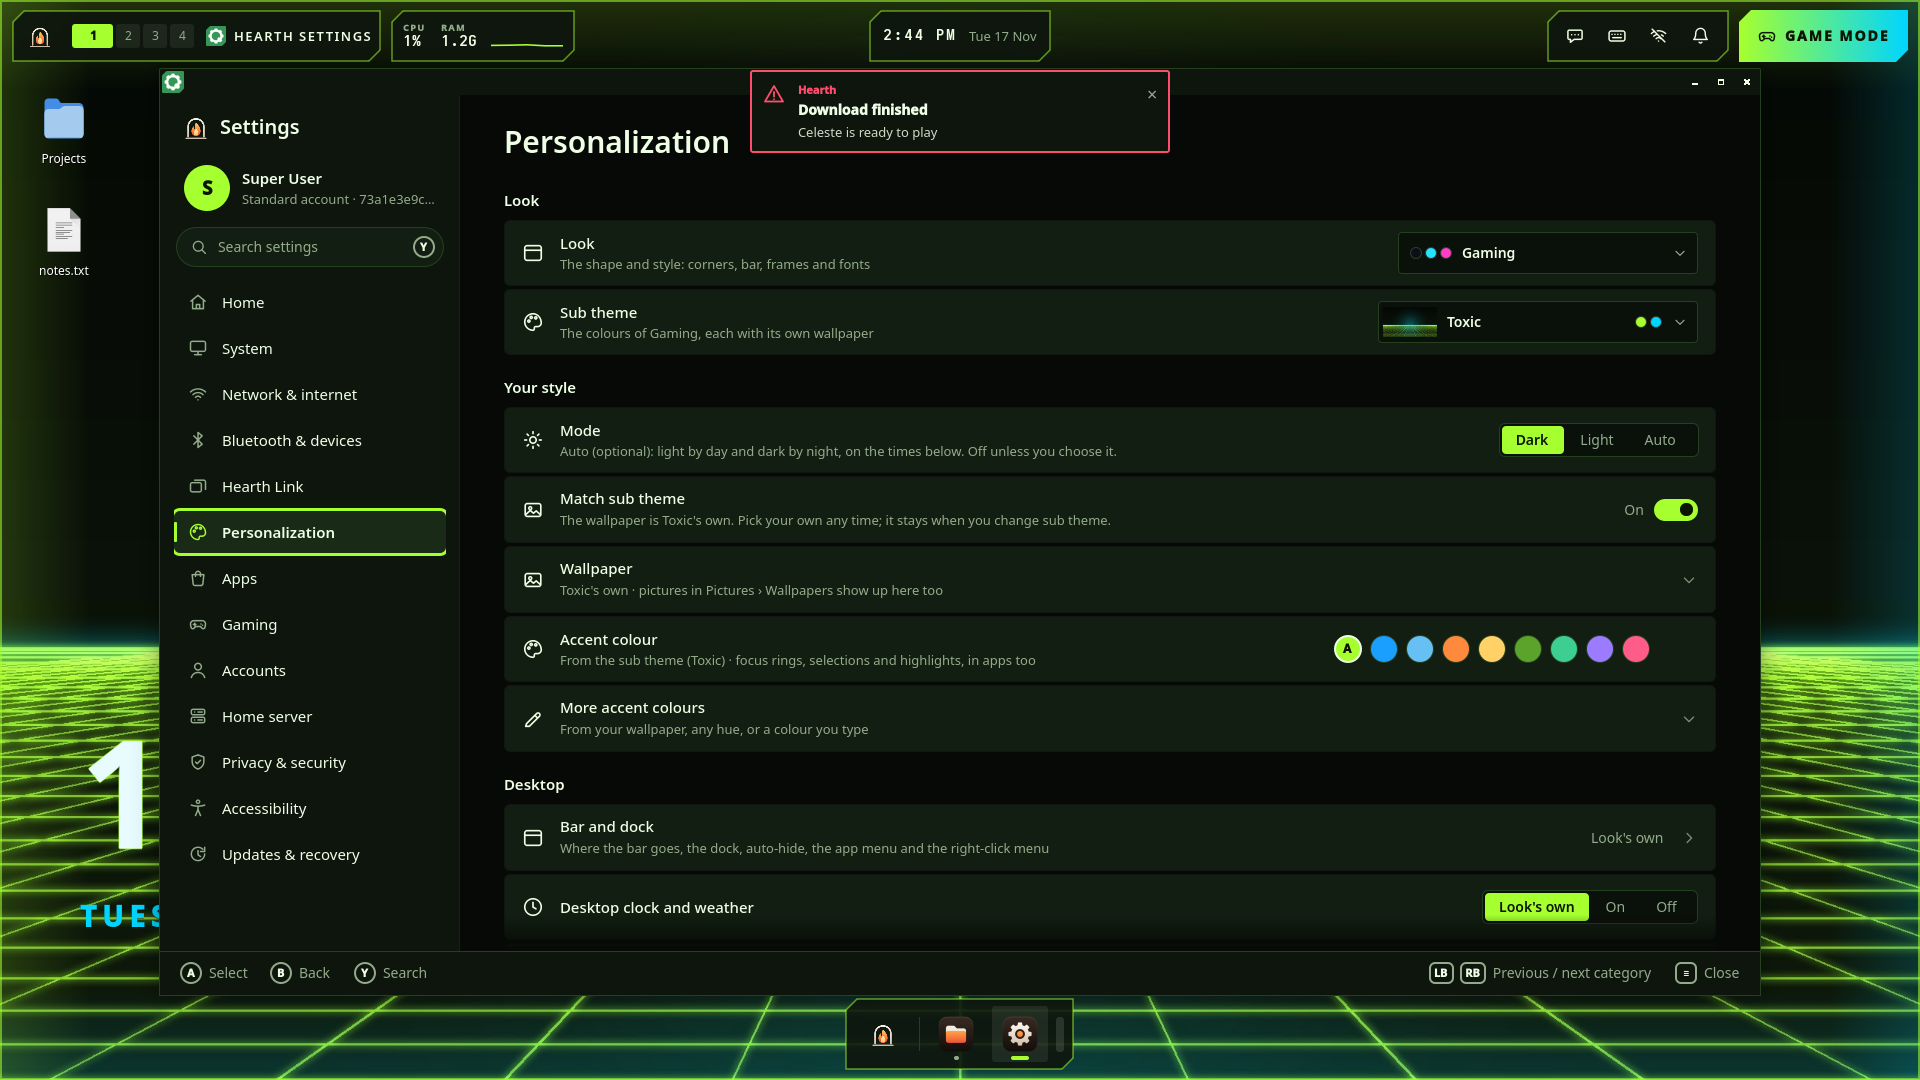 1 2 3 4 HEARTH SETTINGS
CPU 1% RAM 1.2G
2:44 PM Tue 17 Nov
GAME MODE
Projects
notes.txt
1
TUES
Hearth
Download finished
Celeste is ready to play
Settings
S
Super User
Standard account · 73a1e3e9c...
Search settings Y
Home
System
Network & internet
Bluetooth & devices
Hearth Link
Personalization
Apps
Gaming
Accounts
Home server
Privacy & security
Accessibility
Updates & recovery
Personalization
Look
Look
The shape and style: corners, bar, frames and fonts
Gaming
Sub theme
The colours of Gaming, each with its own wallpaper
Toxic
Your style
Mode
Auto (optional): light by day and dark by night, on the times below. Off unless you choose it.
Dark Light Auto
Match sub theme
The wallpaper is Toxic's own. Pick your own any time; it stays when you change sub theme.
On
Wallpaper
Toxic's own · pictures in Pictures › Wallpapers show up here too
Accent colour
From the sub theme (Toxic) · focus rings, selections and highlights, in apps too
A
More accent colours
From your wallpaper, any hue, or a colour you type
Desktop
Bar and dock
Where the bar goes, the dock, auto-hide, the app menu and the right-click menu
Look's own
Desktop clock and weather
Look's own On Off
A Select B Back Y Search
LB RB Previous / next category ≡ Close